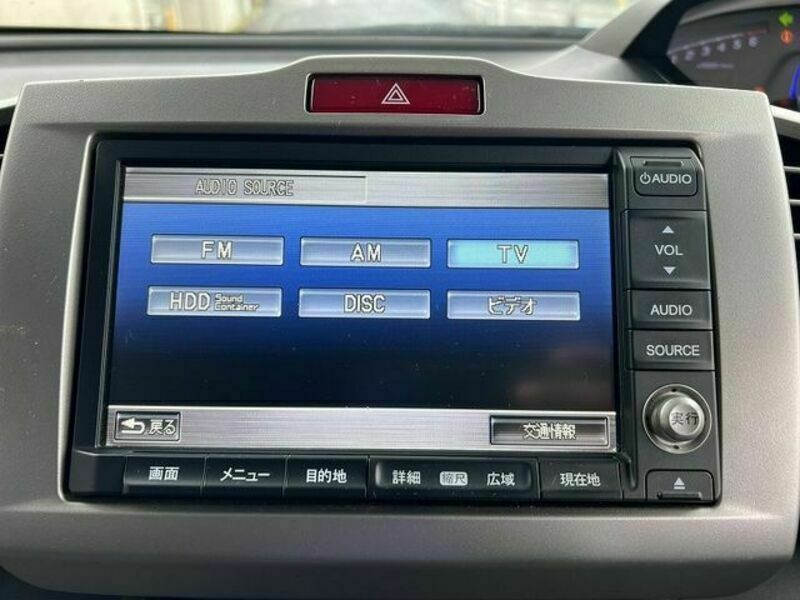 AUDIO SOURCE
FM AM TV
HDD Sound Container DISC ビデオ
戻る 交通情報
AUDIO
VOL
AUDIO
SOURCE
実行
画面 メニュー 目的地 詳細 縮尺 広域 現在地